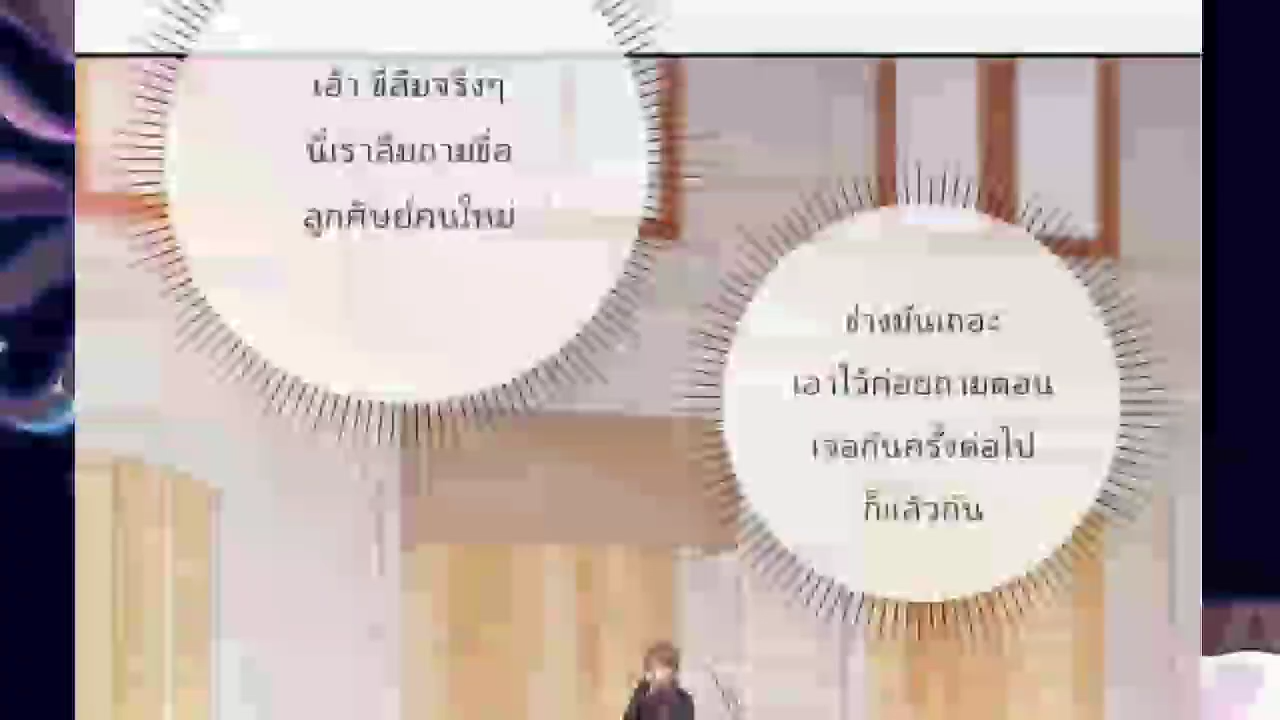 เอ้า ขี้ลืมจริงๆ
นี่เราลืมถามชื่อ
ลูกศิษย์คนใหม่
ช่างมันเถอะ
เอาไว้ค่อยถามตอน
เจอกันครั้งต่อไป
ก็แล้วกัน